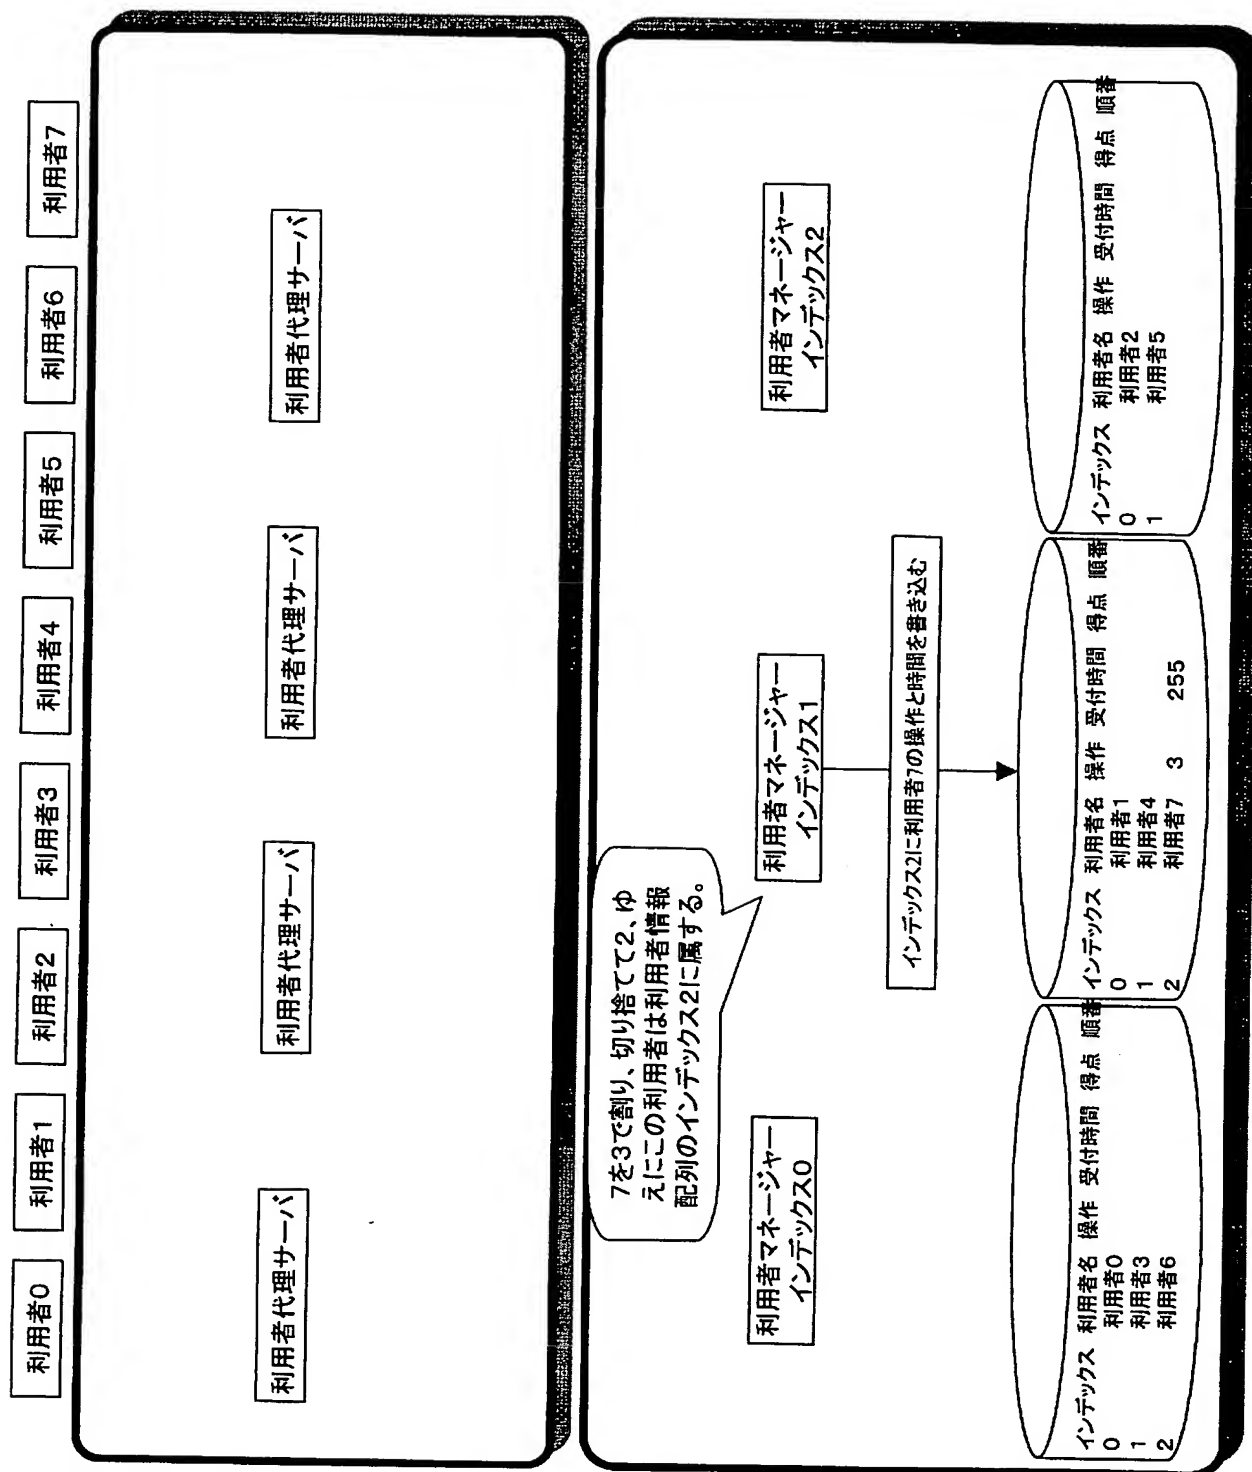 利用者0
利用者1
利用者2
利用者3
利用者4
利用者5
利用者6
利用者7
利用者代理サーバ
利用者代理サーバ
利用者代理サーバ
利用者代理サーバ
7を3で割り、切り捨てて2、ゆ
えにこの利用者は利用者情報
配列のインデックス2に属する。
利用者マネージャー
インデックス0
利用者マネージャー
インデックス1
利用者マネージャー
インデックス2
インデックス2に利用者7の操作と時間を書き込む
インデックス 利用者名 操作 受付時間 得点 順番
0 利用者0
1 利用者3
2 利用者6
インデックス 利用者名 操作 受付時間 得点 順番
0 利用者1
1 利用者4
2 利用者7 3 255
インデックス 利用者名 操作 受付時間 得点 順番
0 利用者2
1 利用者5